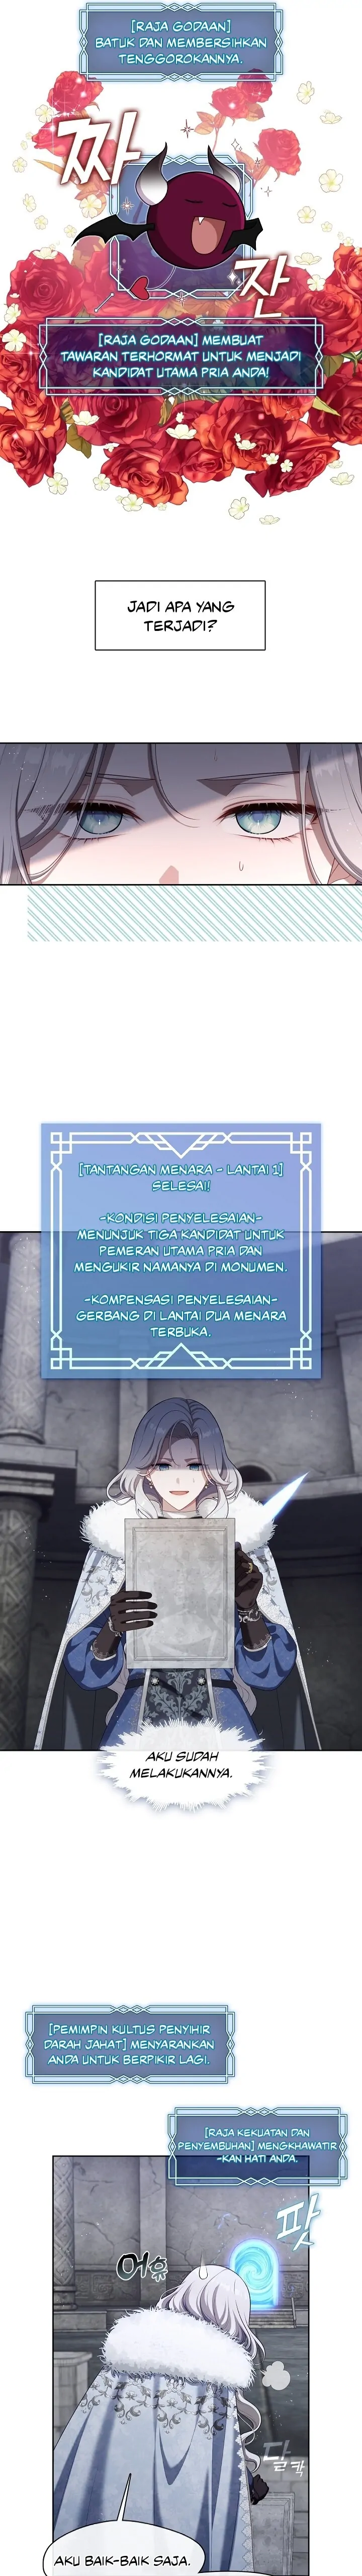 [RAJA GODAAN]
BATUK DAN MEMBERSIHKAN
TENGGOROKANNYA.
짜
잔
[RAJA GODAAN] MEMBUAT
TAWARAN TERHORMAT UNTUK MENJADI
KANDIDAT UTAMA PRIA ANDA!
JADI APA YANG
TERJADI?
[TANTANGAN MENARA - LANTAI 1]
SELESAI!
-KONDISI PENYELESAIAN-
MENUNJUK TIGA KANDIDAT UNTUK
PEMERAN UTAMA PRIA DAN
MENGUKIR NAMANYA DI MONUMEN.
-KOMPENSASI PENYELESAIAN-
GERBANG DI LANTAI DUA MENARA
TERBUKA.
AKU SUDAH
MELAKUKANNYA.
[PEMIMPIN KULTUS PENYIHIR
DARAH JAHAT] MENYARANKAN
ANDA UNTUK BERPIKIR LAGI.
[RAJA KEKUATAN DAN
PENYEMBUHAN] MENGKHAWATIR
-KAN HATI ANDA.
팟
어휴
달칵
AKU BAIK-BAIK SAJA.